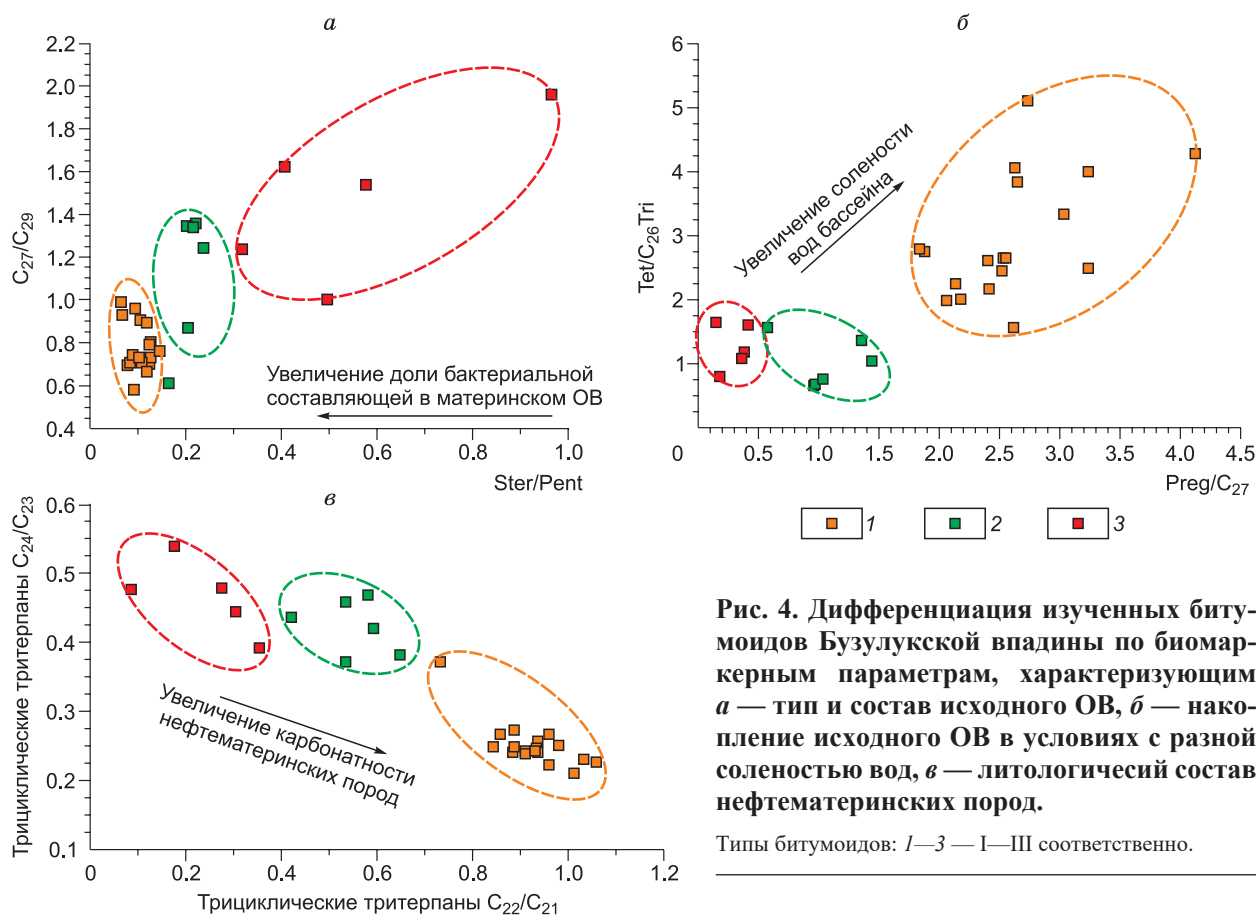 а
2.2
2.0
1.8
1.6
1.4
1.2
1.0
0.8
0.6
0.4
C27/C29
0
0.2
0.4
0.6
0.8
1.0
Ster/Pent
Увеличение доли бактериальной
составляющей в материнском ОВ
б
6
5
4
3
2
1
Tet/C26Tri
0
0.5
1.0
1.5
2.0
2.5
3.0
3.5
4.0
4.5
Preg/C27
Увеличение солености
вод бассейна
1
2
3
в
0.6
0.5
0.4
0.3
0.2
0.1
Трициклические тритерпаны C24/C23
0
0.2
0.4
0.6
0.8
1.0
1.2
Трициклические тритерпаны C22/C21
Увеличение карбонатности
нефтематеринских пород
Рис. 4. Дифференциация изученных биту-
моидов Бузулукской впадины по биомар-
керным параметрам, характеризующим
а — тип и состав исходного ОВ, б — нако-
пление исходного ОВ в условиях с разной
соленостью вод, в — литологичесий состав
нефтематеринских пород.
Типы битумоидов: 1—3 — I—III соответственно.